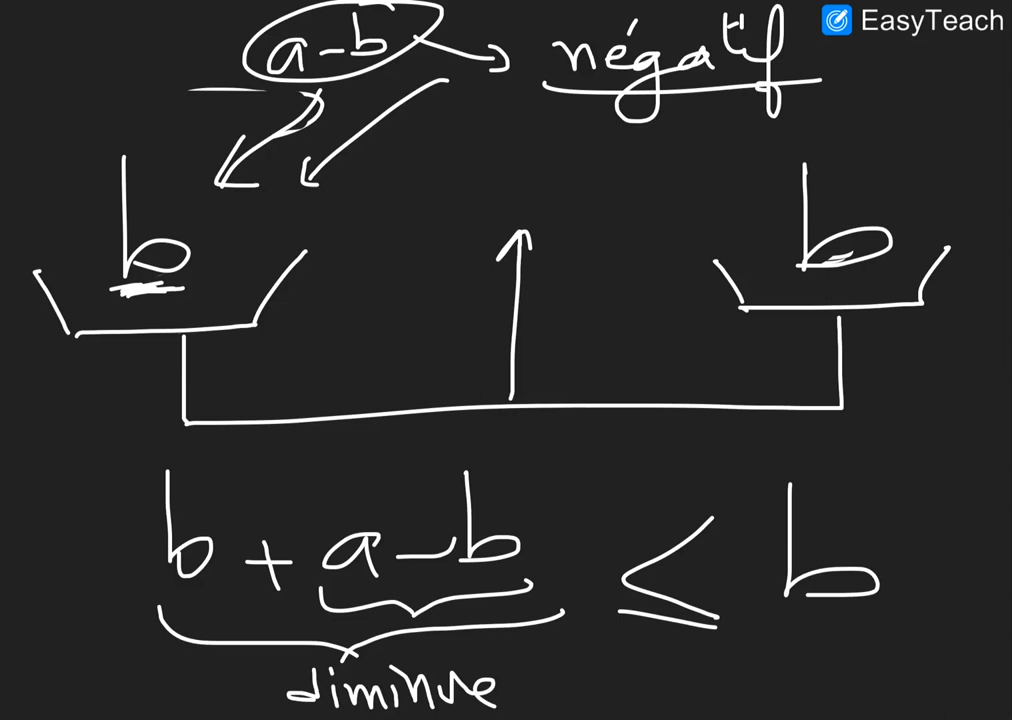 EasyTeach
a-b → négatif
b b
b + a-b ≤ b
diminue